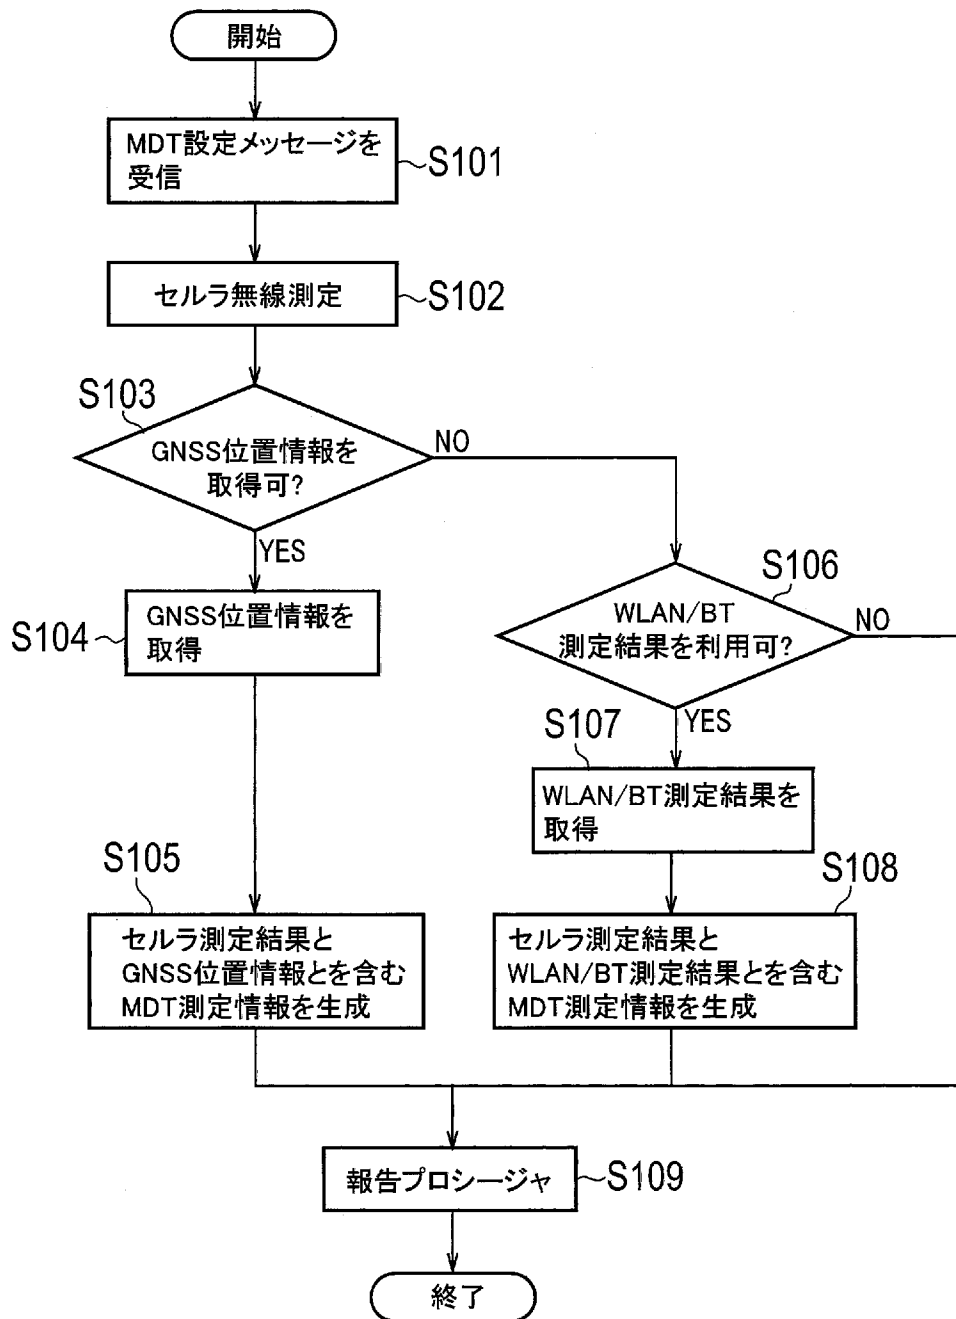 開始
MDT設定メッセージを
受信
S101
セルラ無線測定
S102
S103
GNSS位置情報を
取得可?
NO
YES
S104
GNSS位置情報を
取得
S106
WLAN/BT
測定結果を利用可?
NO
YES
S107
WLAN/BT測定結果を
取得
S105
セルラ測定結果と
GNSS位置情報とを含む
MDT測定情報を生成
S108
セルラ測定結果と
WLAN/BT測定結果とを含む
MDT測定情報を生成
報告プロシージャ
S109
終了